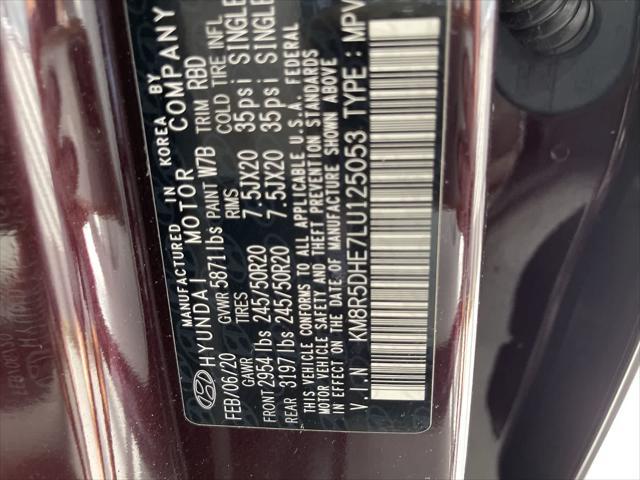 MANUFACTURED IN KOREA BY
HYUNDAI MOTOR COMPANY
FEB/06/20 GVWR 5871lbs PAINT W7B TRIM RBD
GAWR TIRES RIMS COLD TIRE INFL
FRONT 2954 lbs 245/50R20 7.5JX20 35psi SINGLE
REAR 3197 lbs 245/50R20 7.5JX20 35psi SINGLE
THIS VEHICLE CONFORMS TO ALL APPLICABLE U.S.A. FEDERAL
MOTOR VEHICLE SAFETY AND THEFT PREVENTION STANDARDS
IN EFFECT ON THE DATE OF MANUFACTURE SHOWN ABOVE
V.I.N KM8R5DHE7LU125053 TYPE : MPV